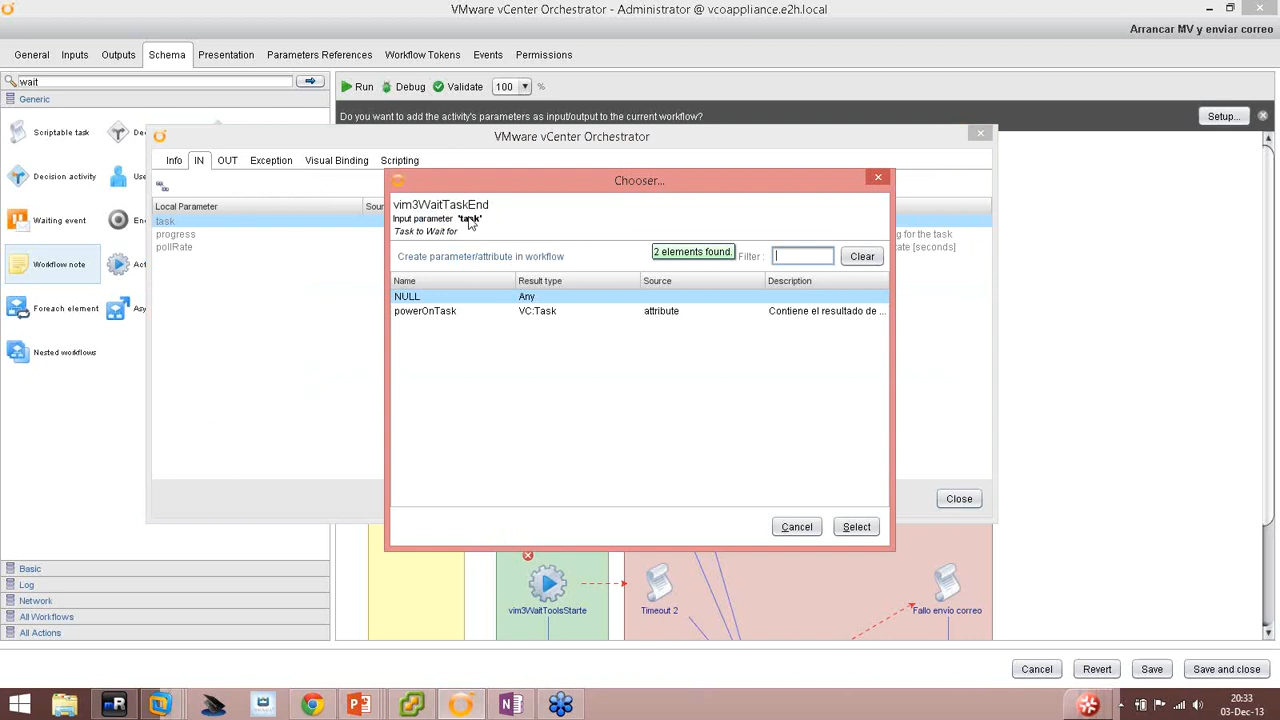 VMware vCenter Orchestrator - Administrator @ vcoappliance.e2h.local
Arrancar MV y enviar correo
General Inputs Outputs Schema Presentation Parameters References Workflow Tokens Events Permissions
wait
Run Debug Validate 100 %
Generic
Do you want to add the activity's parameters as input/output to the current workflow? Setup...
Scriptable task
VMware vCenter Orchestrator
Info IN OUT Exception Visual Binding Scripting
Decision activity
Waiting event
Workflow note
Foreach element
Nested workflows
Local Parameter
task
progress
pollRate
Chooser...
vim3WaitTaskEnd
Input parameter 'task'
Task to Wait for
Create parameter/attribute in workflow 2 elements found. Filter : Clear
Name Result type Source Description
NULL Any
powerOnTask VC:Task attribute Contiene el resultado de ...
Cancel Select
Close
Basic
Log
Network
All Workflows
All Actions
vim3WaitToolsStarte Timeout 2 Fallo envio correo
Cancel Revert Save Save and close
20:33
03-Dec-13